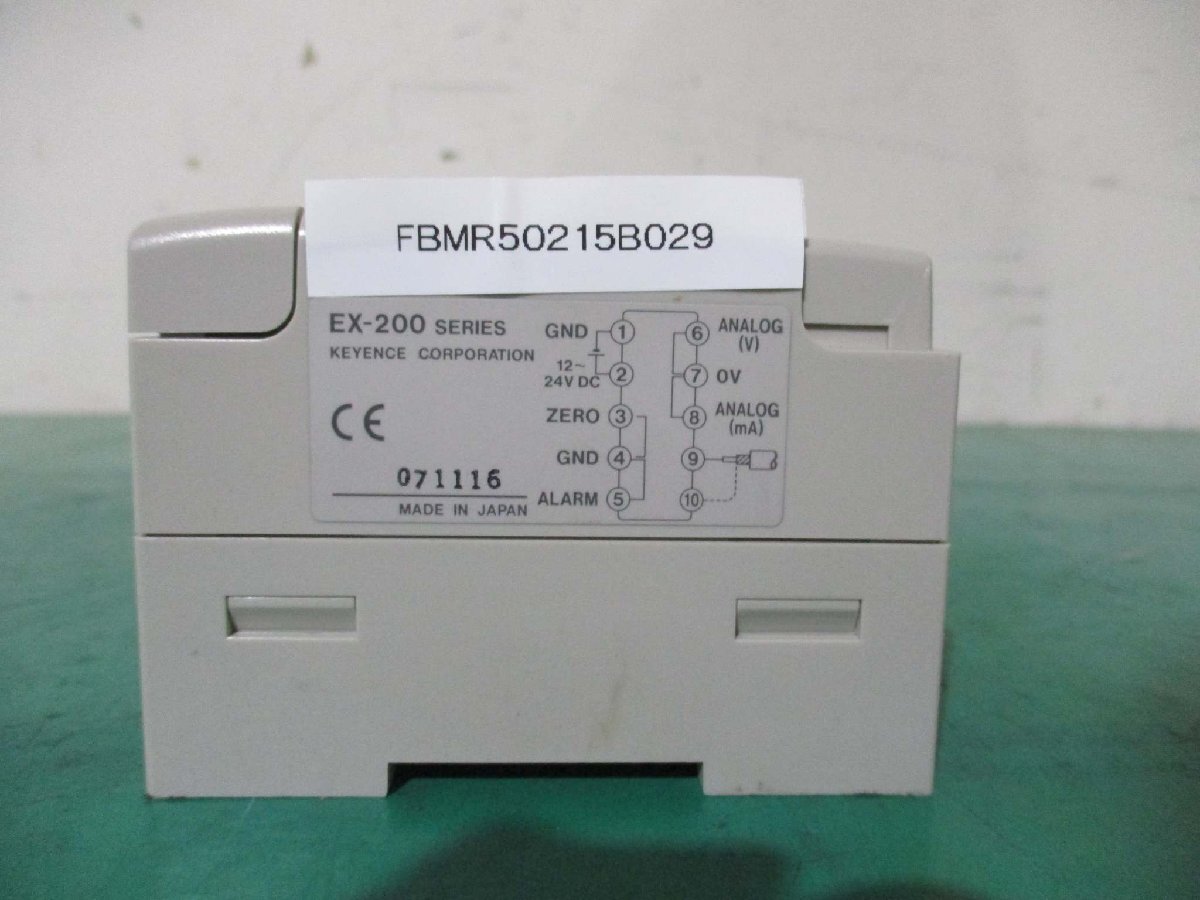 FBMR50215B029
EX-200 SERIES
KEYENCE CORPORATION
CE
071116
MADE IN JAPAN
GND 1
12~
24V DC 2
ZERO 3
GND 4
ALARM 5
6 ANALOG
(V)
7 0V
8 ANALOG
(mA)
9
10